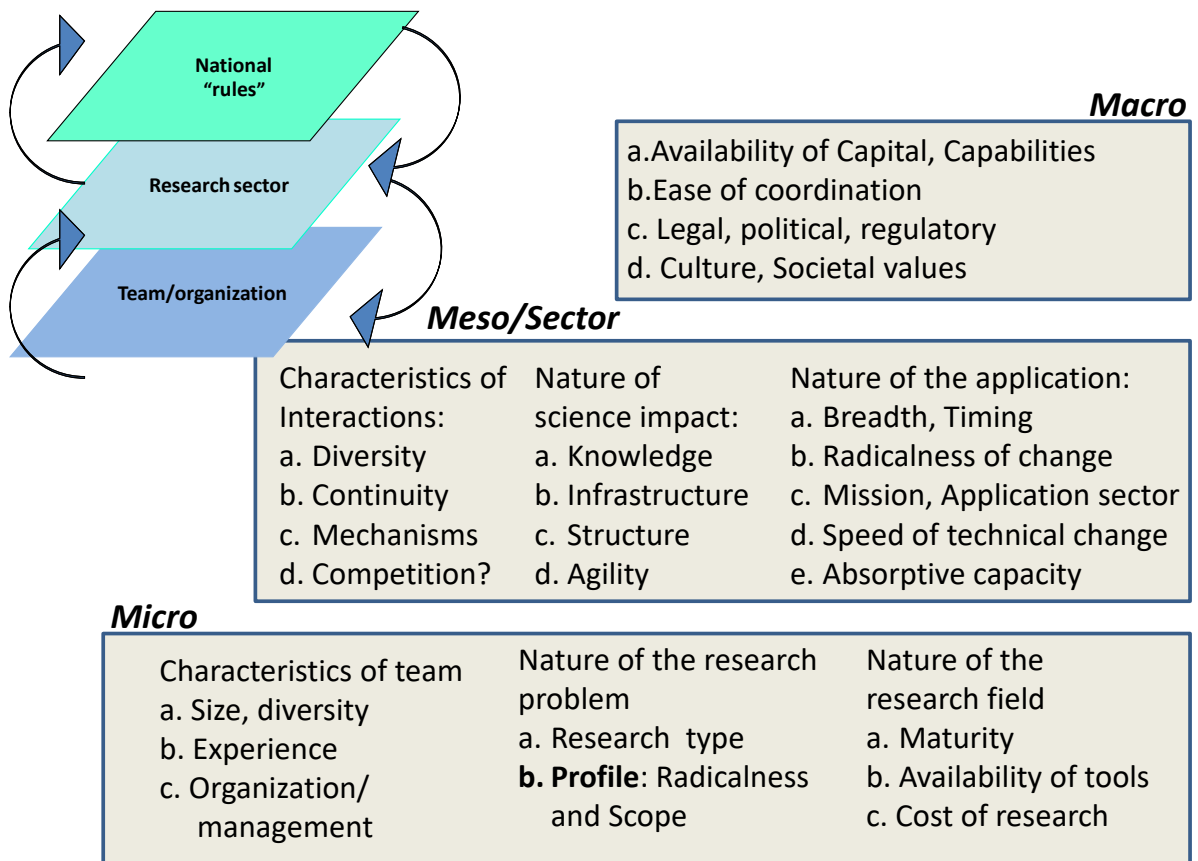 National
“rules”
Research sector
Team/organization
Macro
a.Availability of Capital, Capabilities
b.Ease of coordination
c. Legal, political, regulatory
d. Culture, Societal values
Meso/Sector
Characteristics of
Interactions:
a. Diversity
b. Continuity
c. Mechanisms
d. Competition?
Nature of
science impact:
a. Knowledge
b. Infrastructure
c. Structure
d. Agility
Nature of the application:
a. Breadth, Timing
b. Radicalness of change
c. Mission, Application sector
d. Speed of technical change
e. Absorptive capacity
Micro
Characteristics of team
a. Size, diversity
b. Experience
c. Organization/
management
Nature of the research
problem
a. Research type
b. Profile: Radicalness
and Scope
Nature of the
research field
a. Maturity
b. Availability of tools
c. Cost of research